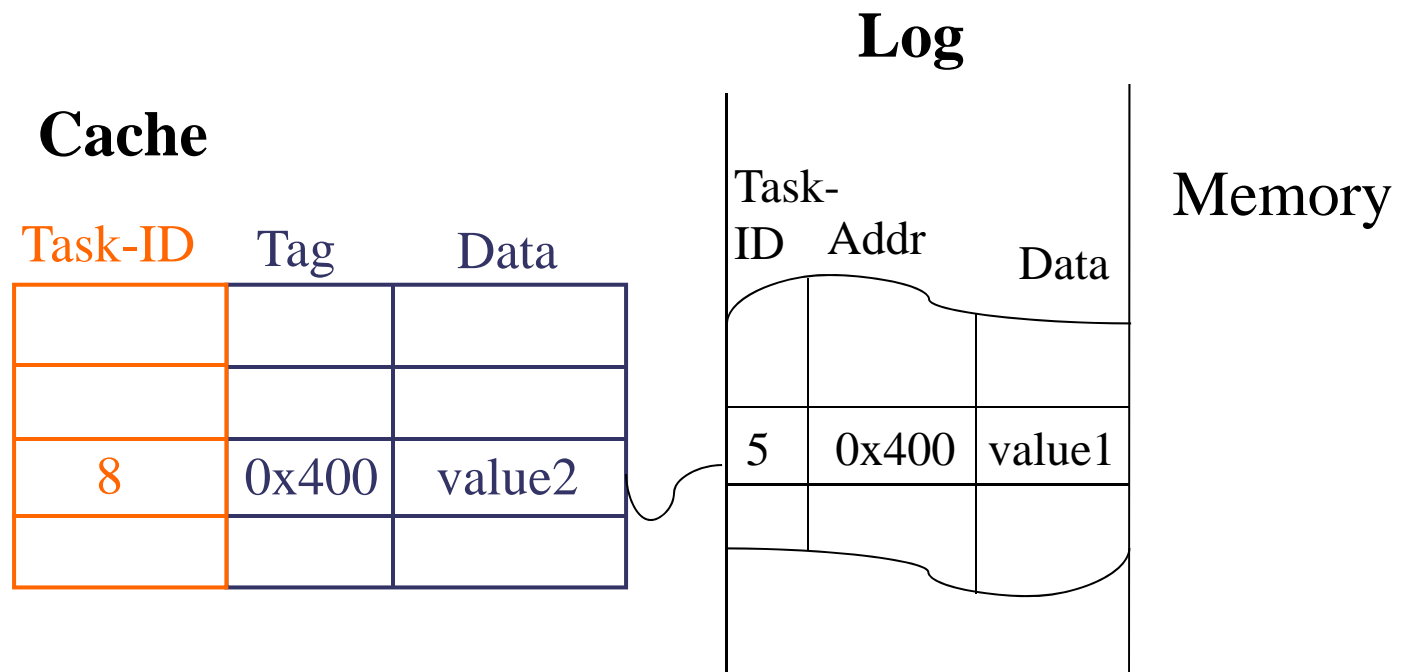 Log
Cache
Memory
Task-ID Tag Data
Task-
ID Addr Data
8 0x400 value2
5 0x400 value1